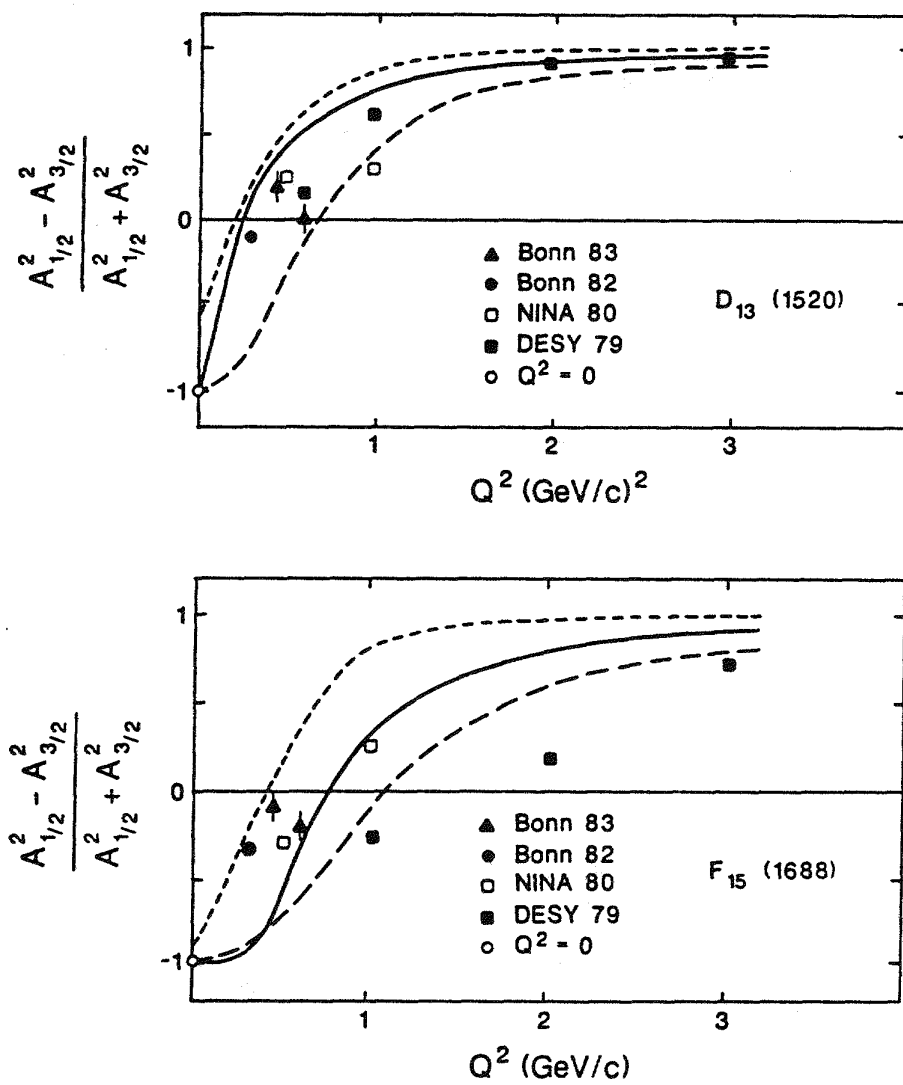 1
0
-1
A²₁/₂ - A²₃/₂
A²₁/₂ + A²₃/₂
▲ Bonn 83
● Bonn 82
□ NINA 80
■ DESY 79
○ Q² = 0
D₁₃ (1520)
1 2 3
Q² (GeV/c)²
1
0
-1
A²₁/₂ - A²₃/₂
A²₁/₂ + A²₃/₂
▲ Bonn 83
● Bonn 82
□ NINA 80
■ DESY 79
○ Q² = 0
F₁₅ (1688)
1 2 3
Q² (GeV/c)